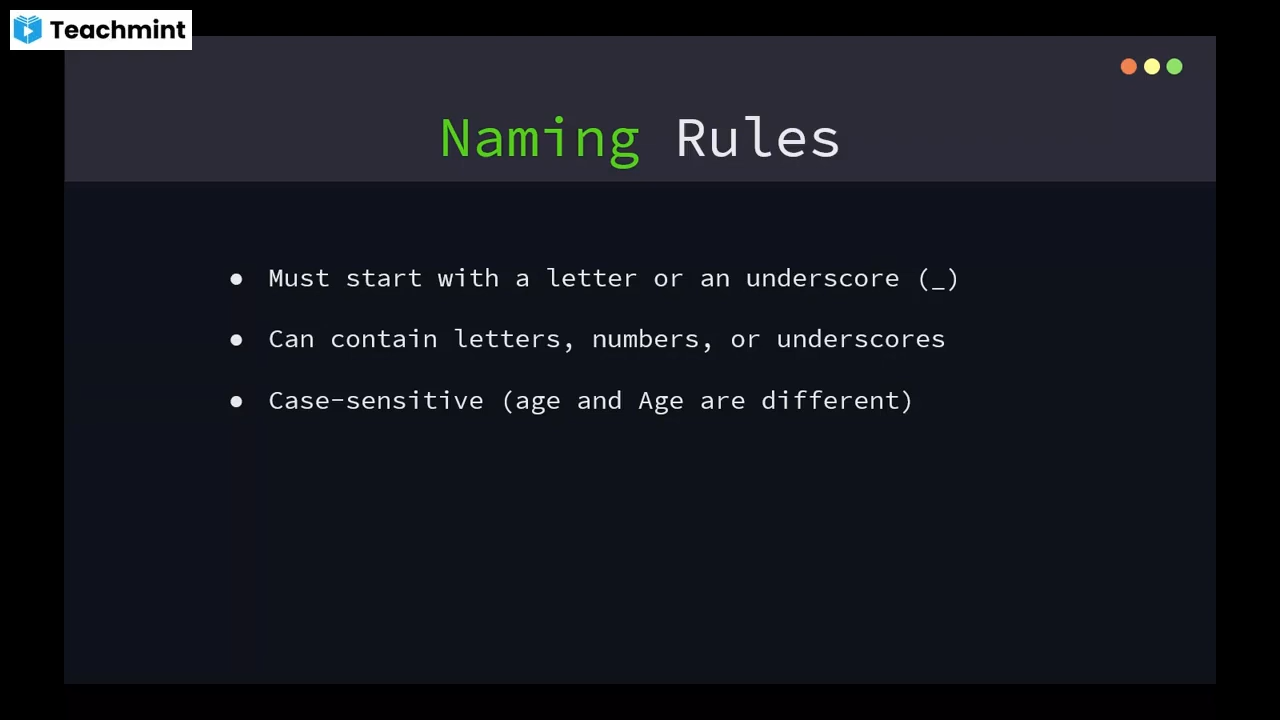 Teachmint
Naming Rules
● Must start with a letter or an underscore (_)
● Can contain letters, numbers, or underscores
● Case-sensitive (age and Age are different)